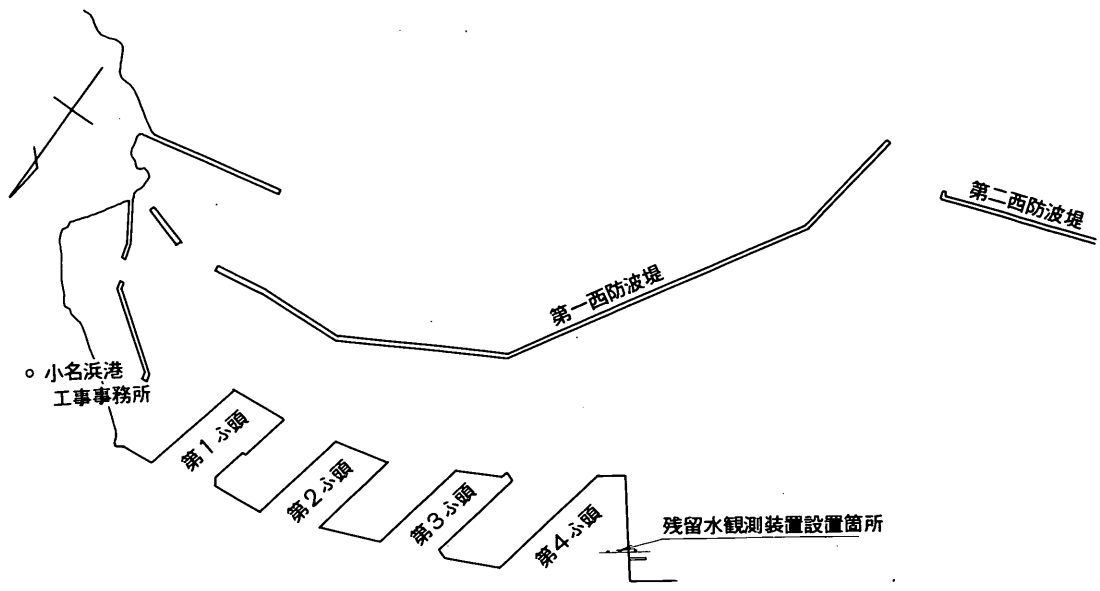 第二西防波堤
第一西防波堤
小名浜港
工事事務所
第1ふ頭
第2ふ頭
第3ふ頭
第4ふ頭
残留水観測装置設置箇所